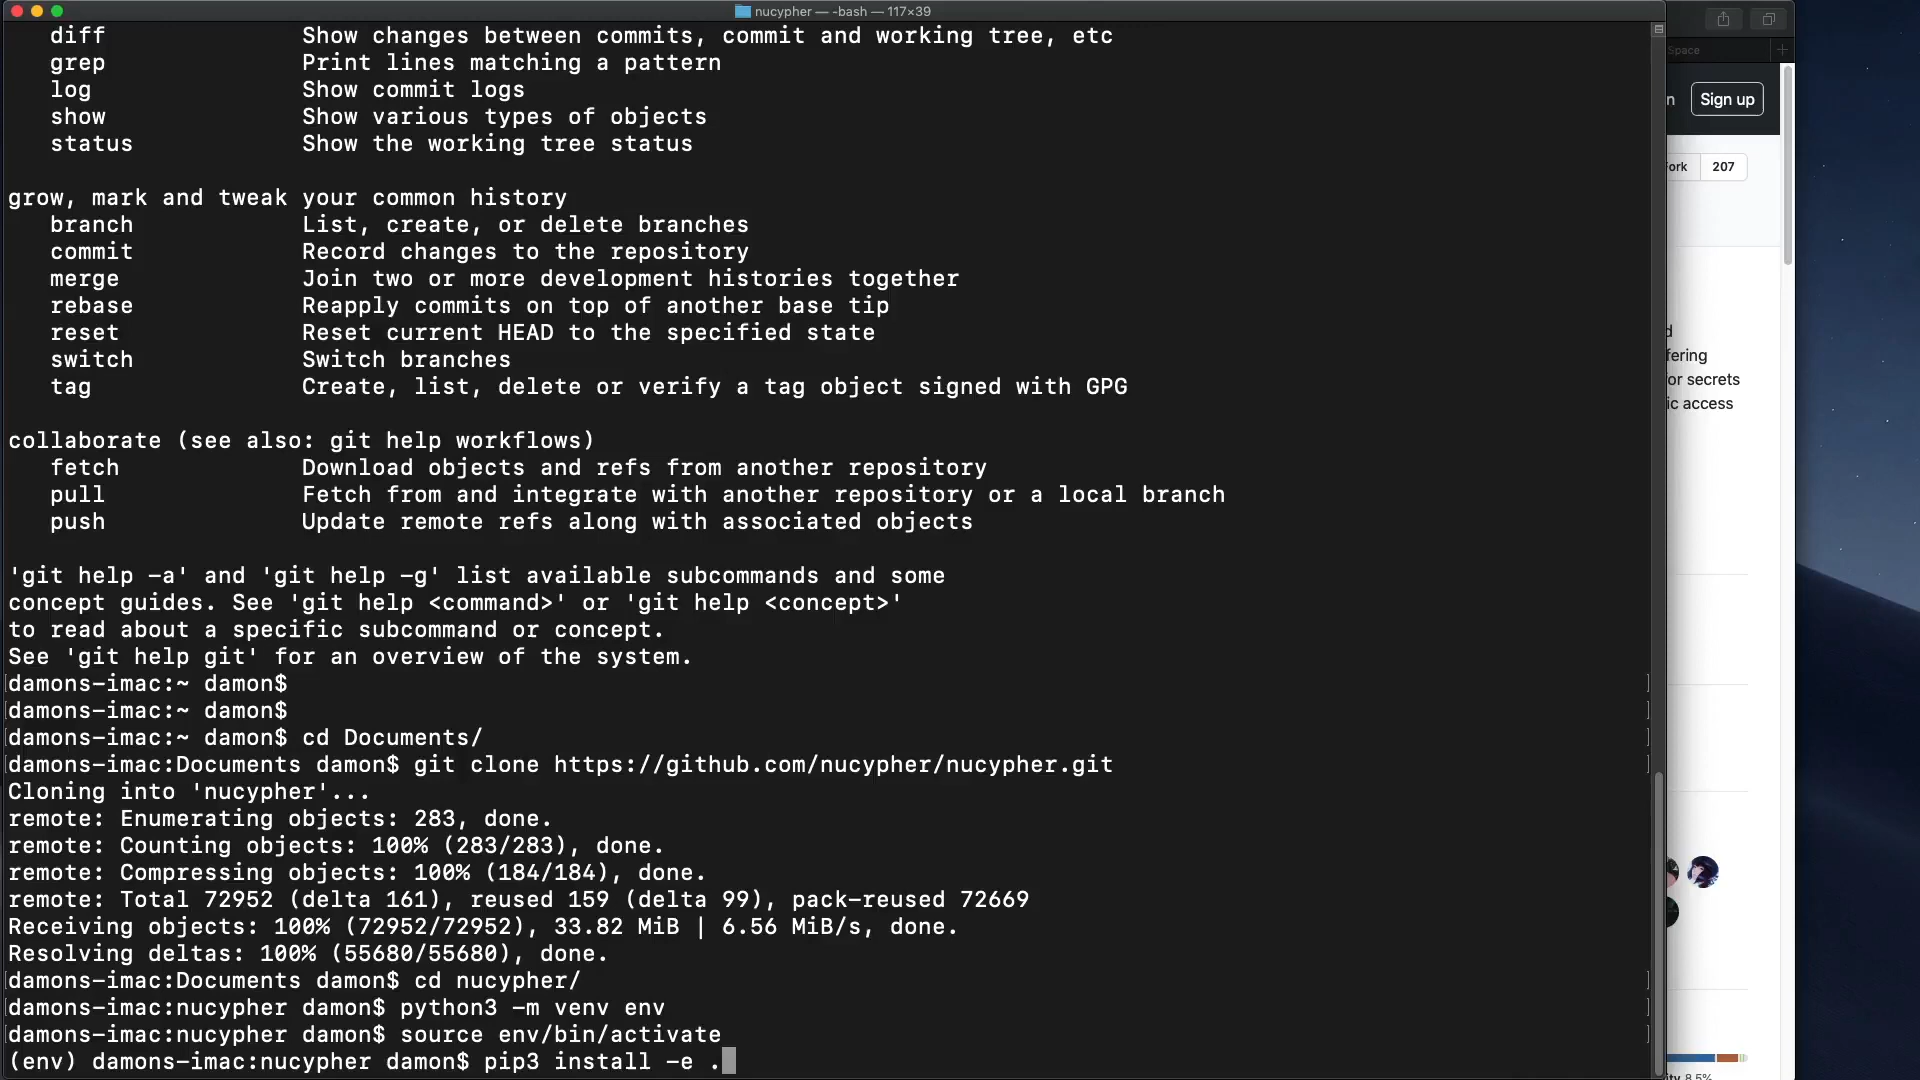 nucypher — -bash — 117×39
diff Show changes between commits, commit and working tree, etc
grep Print lines matching a pattern
log Show commit logs
show Show various types of objects
status Show the working tree status
grow, mark and tweak your common history
branch List, create, or delete branches
commit Record changes to the repository
merge Join two or more development histories together
rebase Reapply commits on top of another base tip
reset Reset current HEAD to the specified state
switch Switch branches
tag Create, list, delete or verify a tag object signed with GPG
collaborate (see also: git help workflows)
fetch Download objects and refs from another repository
pull Fetch from and integrate with another repository or a local branch
push Update remote refs along with associated objects
'git help -a' and 'git help -g' list available subcommands and some
concept guides. See 'git help <command>' or 'git help <concept>'
to read about a specific subcommand or concept.
See 'git help git' for an overview of the system.
damons-imac:~ damon$
damons-imac:~ damon$
damons-imac:~ damon$ cd Documents/
damons-imac:Documents damon$ git clone https://github.com/nucypher/nucypher.git
Cloning into 'nucypher'...
remote: Enumerating objects: 283, done.
remote: Counting objects: 100% (283/283), done.
remote: Compressing objects: 100% (184/184), done.
remote: Total 72952 (delta 161), reused 159 (delta 99), pack-reused 72669
Receiving objects: 100% (72952/72952), 33.82 MiB | 6.56 MiB/s, done.
Resolving deltas: 100% (55680/55680), done.
damons-imac:Documents damon$ cd nucypher/
damons-imac:nucypher damon$ python3 -m venv env
damons-imac:nucypher damon$ source env/bin/activate
(env) damons-imac:nucypher damon$ pip3 install -e .
Space
n Sign up
ork 207
d
fering
for secrets
ic access
8.5%